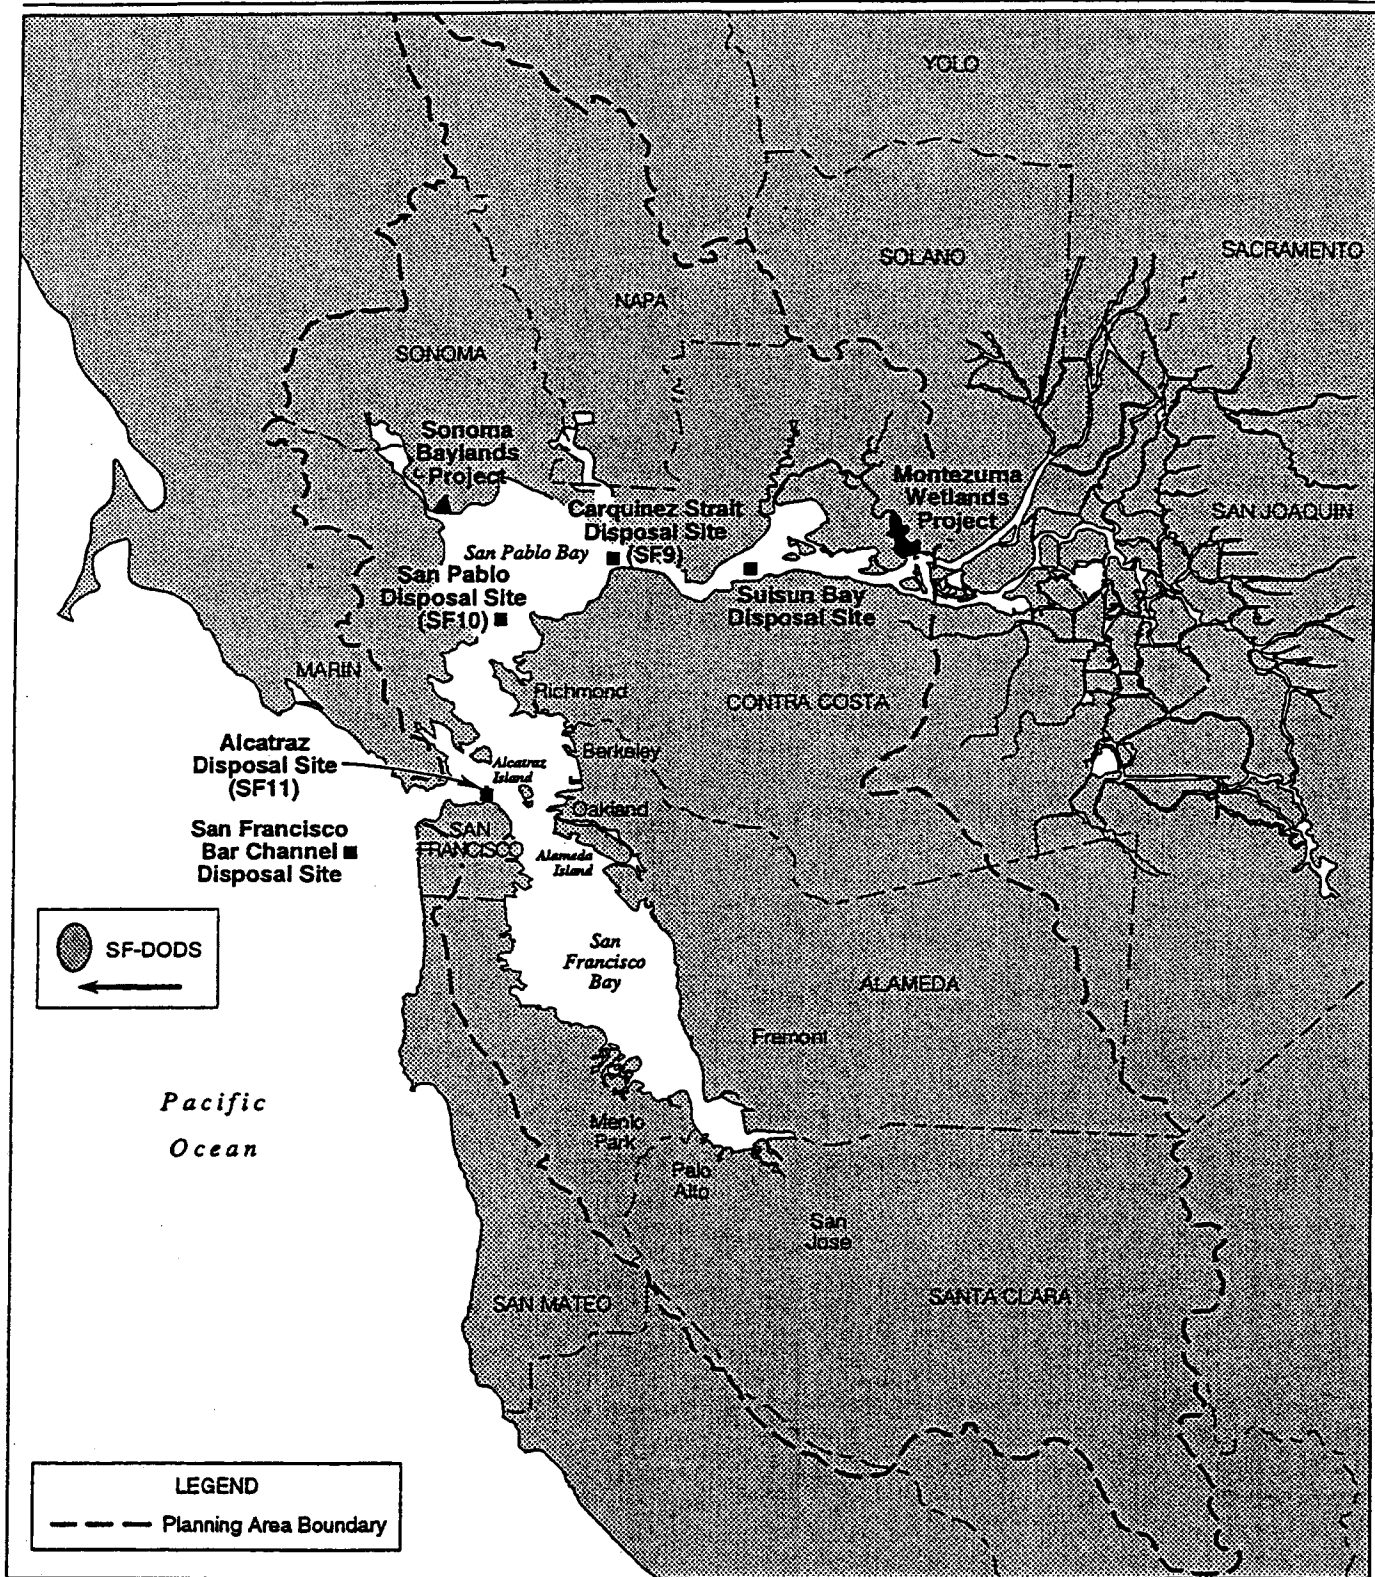 YOLO
SOLANO
SACRAMENTO
NAPA
SONOMA
Sonoma
Baylands
Project
Montezuma
Wetlands
Project
SAN JOAQUIN
Carquinez Strait
Disposal Site
(SF9)
San Pablo Bay
San Pablo
Disposal Site
(SF10)
Suisun Bay
Disposal Site
MARIN
Richmond
CONTRA COSTA
Alcatraz
Disposal Site
(SF11)
Berkeley
Alcatraz
Island
Oakland
San Francisco
Bar Channel
Disposal Site
SAN
FRANCISCO
Alameda
Island
SF-DODS
San
Francisco
Bay
ALAMEDA
Fremont
Pacific
Ocean
Menlo
Park
Palo
Alto
San
Jose
SAN MATEO
SANTA CLARA
LEGEND
Planning Area Boundary